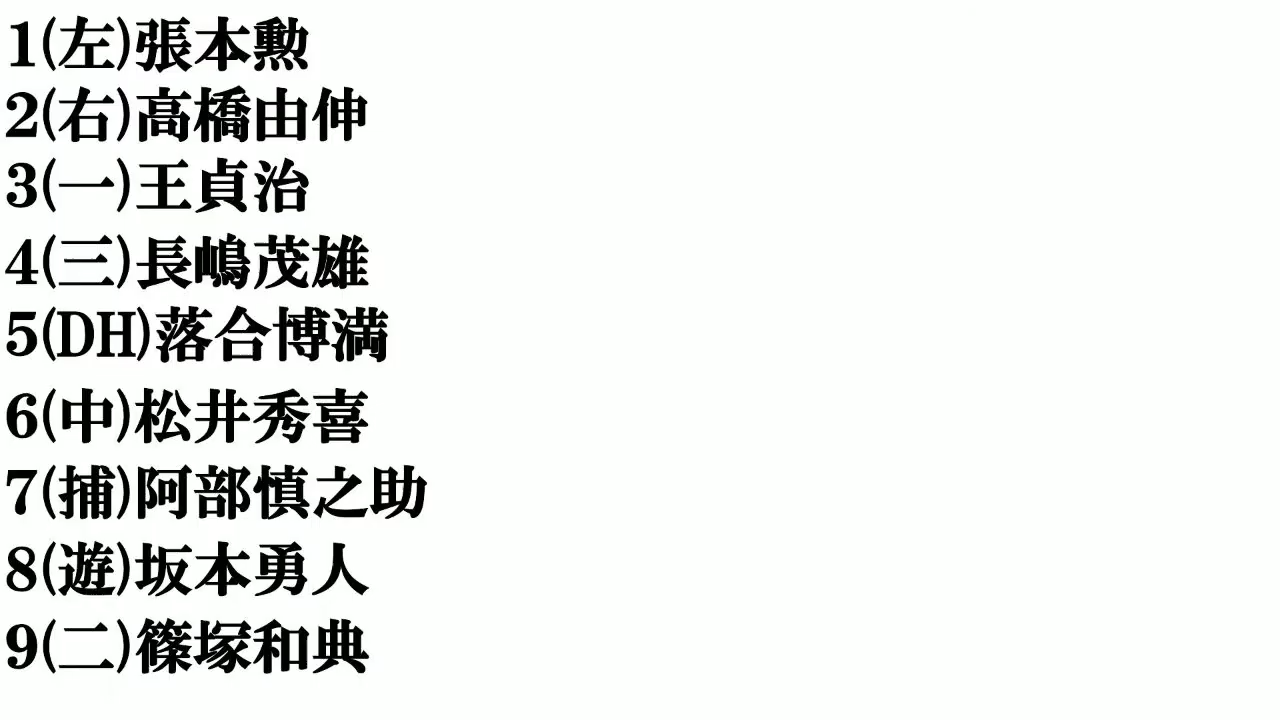 1(左)張本勲
2(右)高橋由伸
3(一)王貞治
4(三)長嶋茂雄
5(DH)落合博満
6(中)松井秀喜
7(捕)阿部慎之助
8(遊)坂本勇人
9(二)篠塚和典